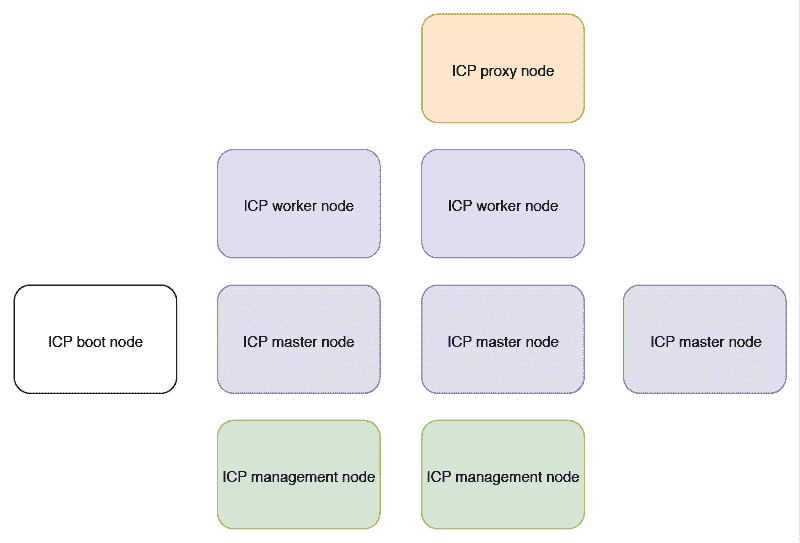 ICP proxy node
ICP worker node
ICP worker node
ICP boot node
ICP master node
ICP master node
ICP master node
ICP management node
ICP management node